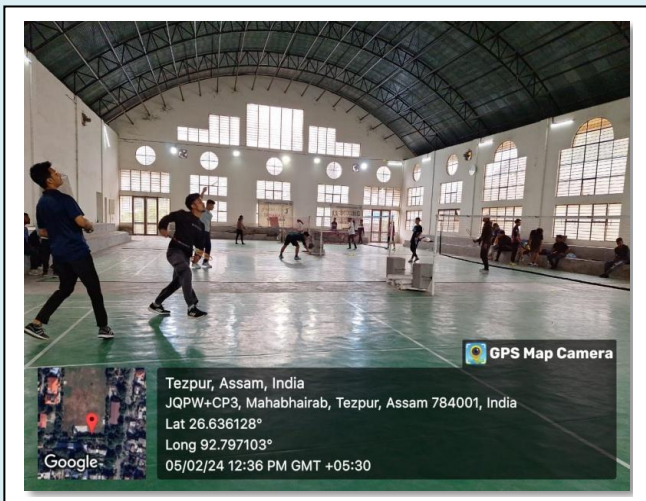 GPS Map Camera
Tezpur, Assam, India
JQPW+CP3, Mahabhairab, Tezpur, Assam 784001, India
Lat 26.636128°
Long 92.797103°
05/02/24 12:36 PM GMT +05:30
Google